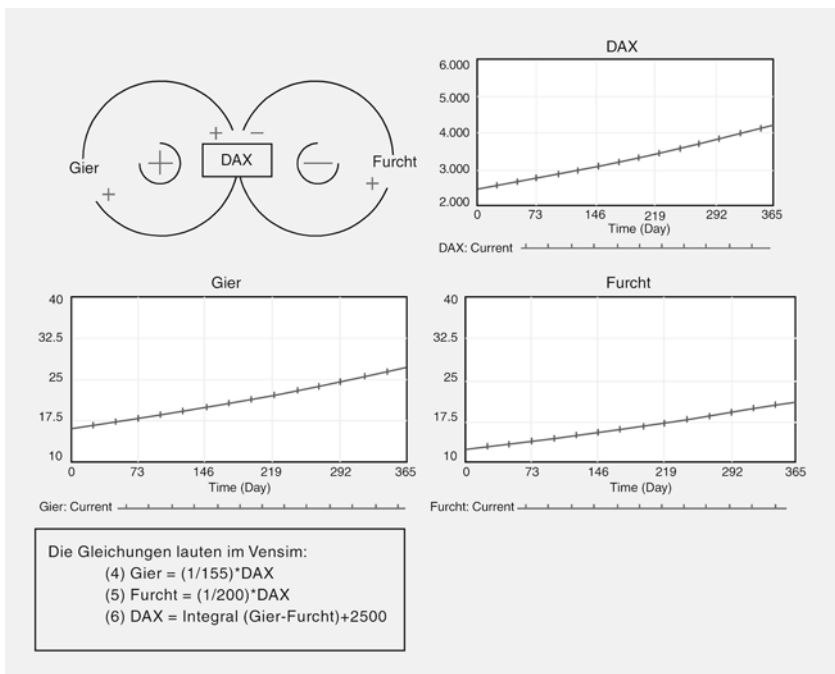 DAX
6.000
5.000
4.000
3.000
2.000
0 73 146 219 292 365
Time (Day)
DAX: Current
+ −
Gier + DAX − Furcht
+ +
Gier
40
32.5
25
17.5
10
0 73 146 219 292 365
Time (Day)
Gier: Current
Furcht
40
32.5
25
17.5
10
0 73 146 219 292 365
Time (Day)
Furcht: Current
Die Gleichungen lauten im Vensim:
(4) Gier = (1/155)*DAX
(5) Furcht = (1/200)*DAX
(6) DAX = Integral (Gier-Furcht)+2500